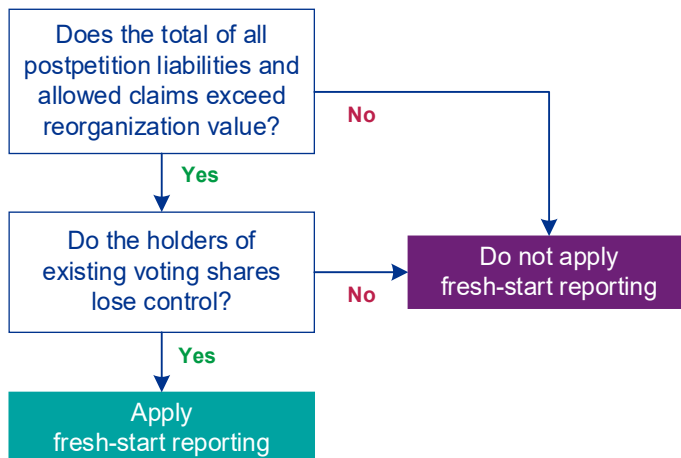 Does the total of all
postpetition liabilities and
allowed claims exceed
reorganization value?
No
Yes
Do the holders of
existing voting shares
lose control?
Do not apply
fresh-start reporting
No
Yes
Apply
fresh-start reporting